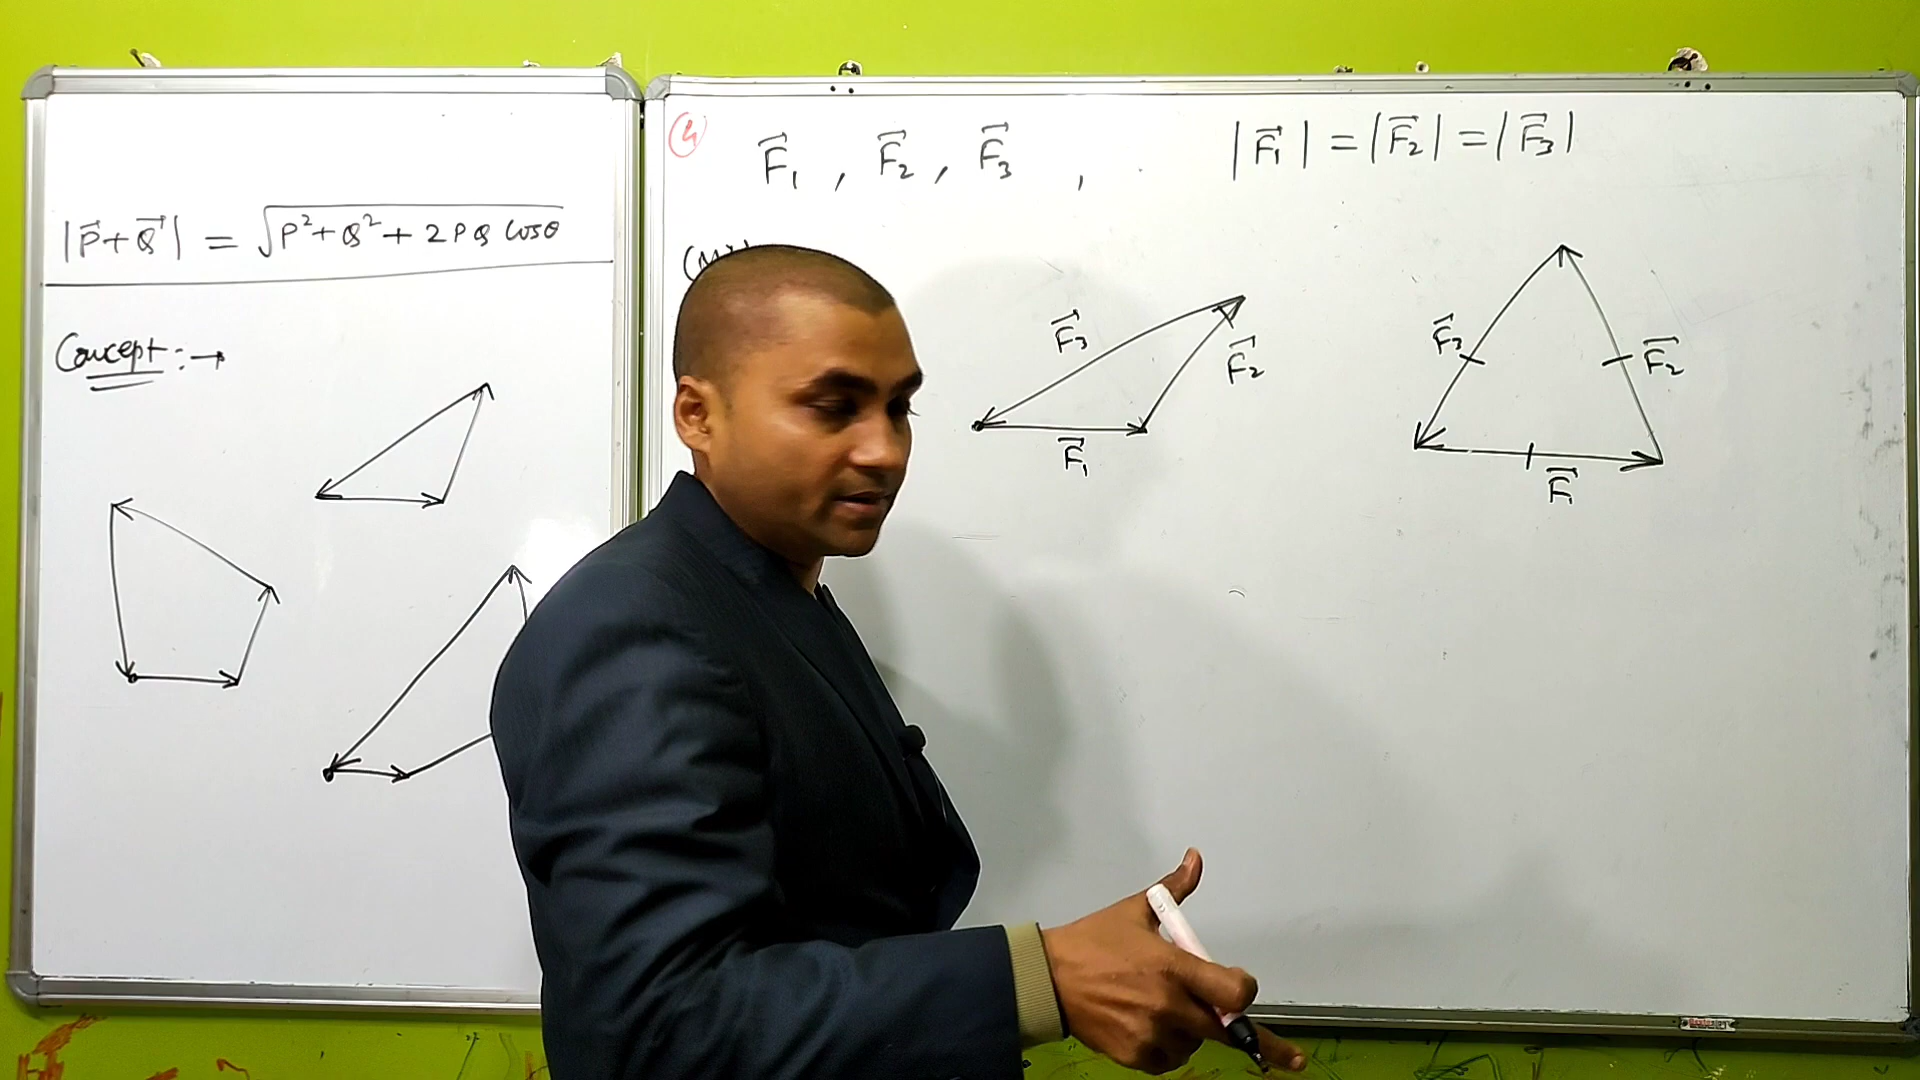 |P⃗+Q⃗| = √P²+Q²+2PQ Cosθ
Concept:→
4
F⃗₁, F⃗₂, F⃗₃, |F⃗₁|=|F⃗₂|=|F⃗₃|
F⃗₃
F⃗₂
F⃗₁
F⃗₃
F⃗₂
F⃗₁